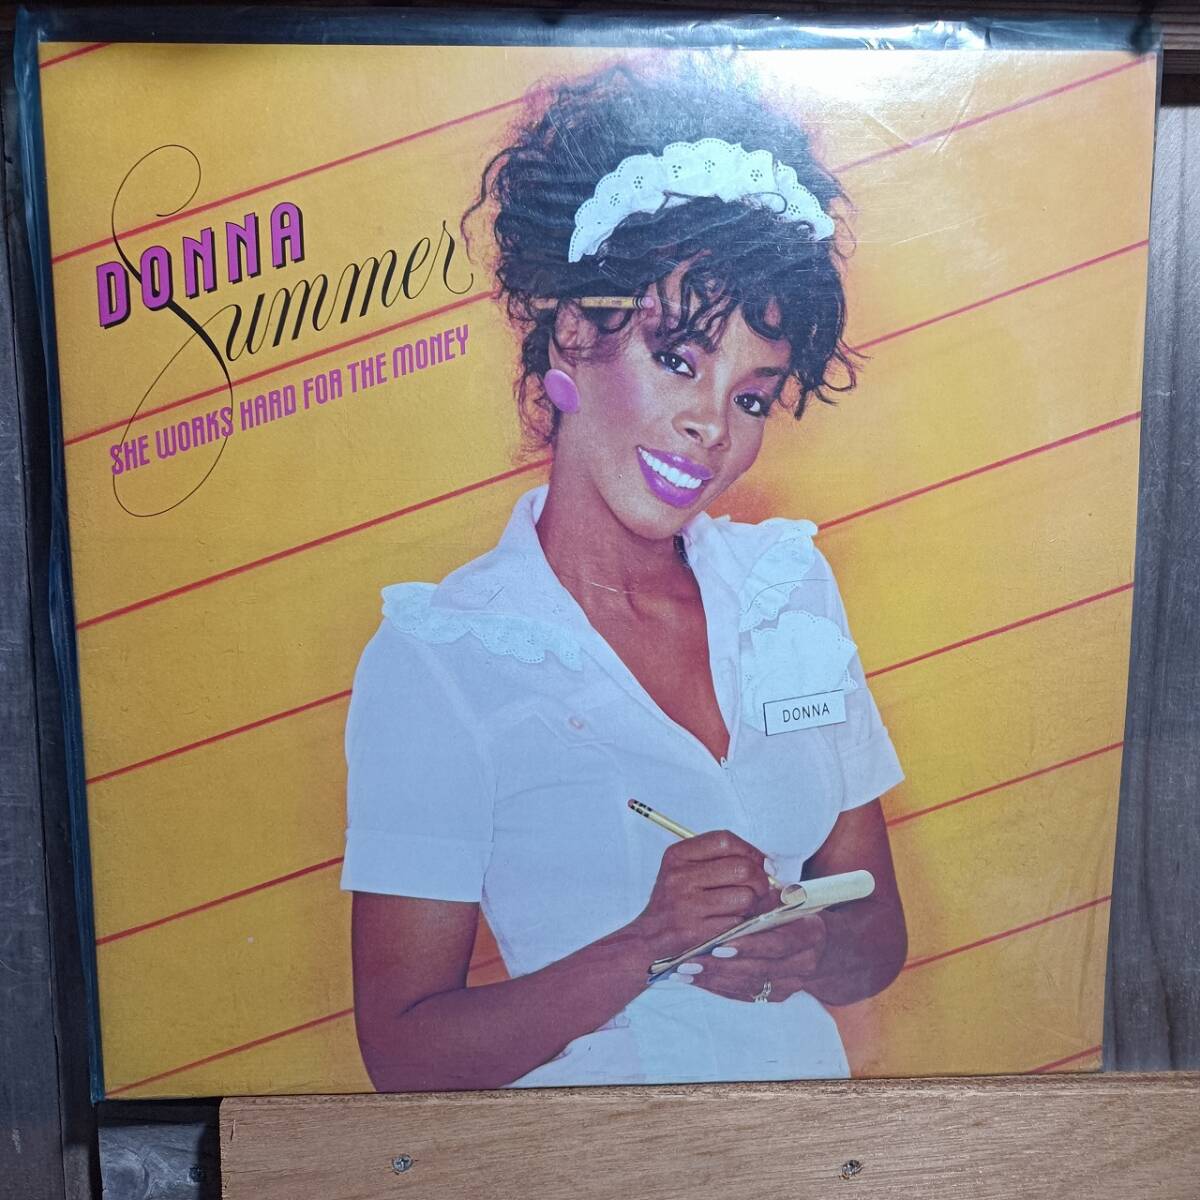 DONNA
Summer
SHE WORKS HARD FOR THE MONEY
DONNA